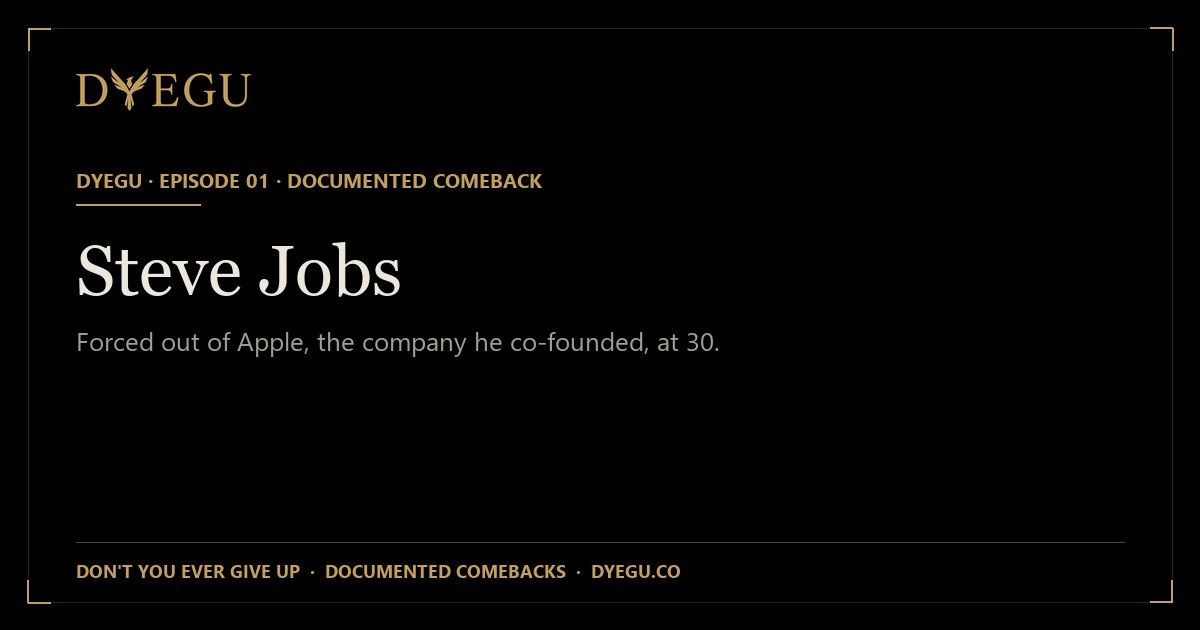 DYEGU
DYEGU · EPISODE 01 · DOCUMENTED COMEBACK
Steve Jobs
Forced out of Apple, the company he co-founded, at 30.
DON'T YOU EVER GIVE UP · DOCUMENTED COMEBACKS · DYEGU.CO